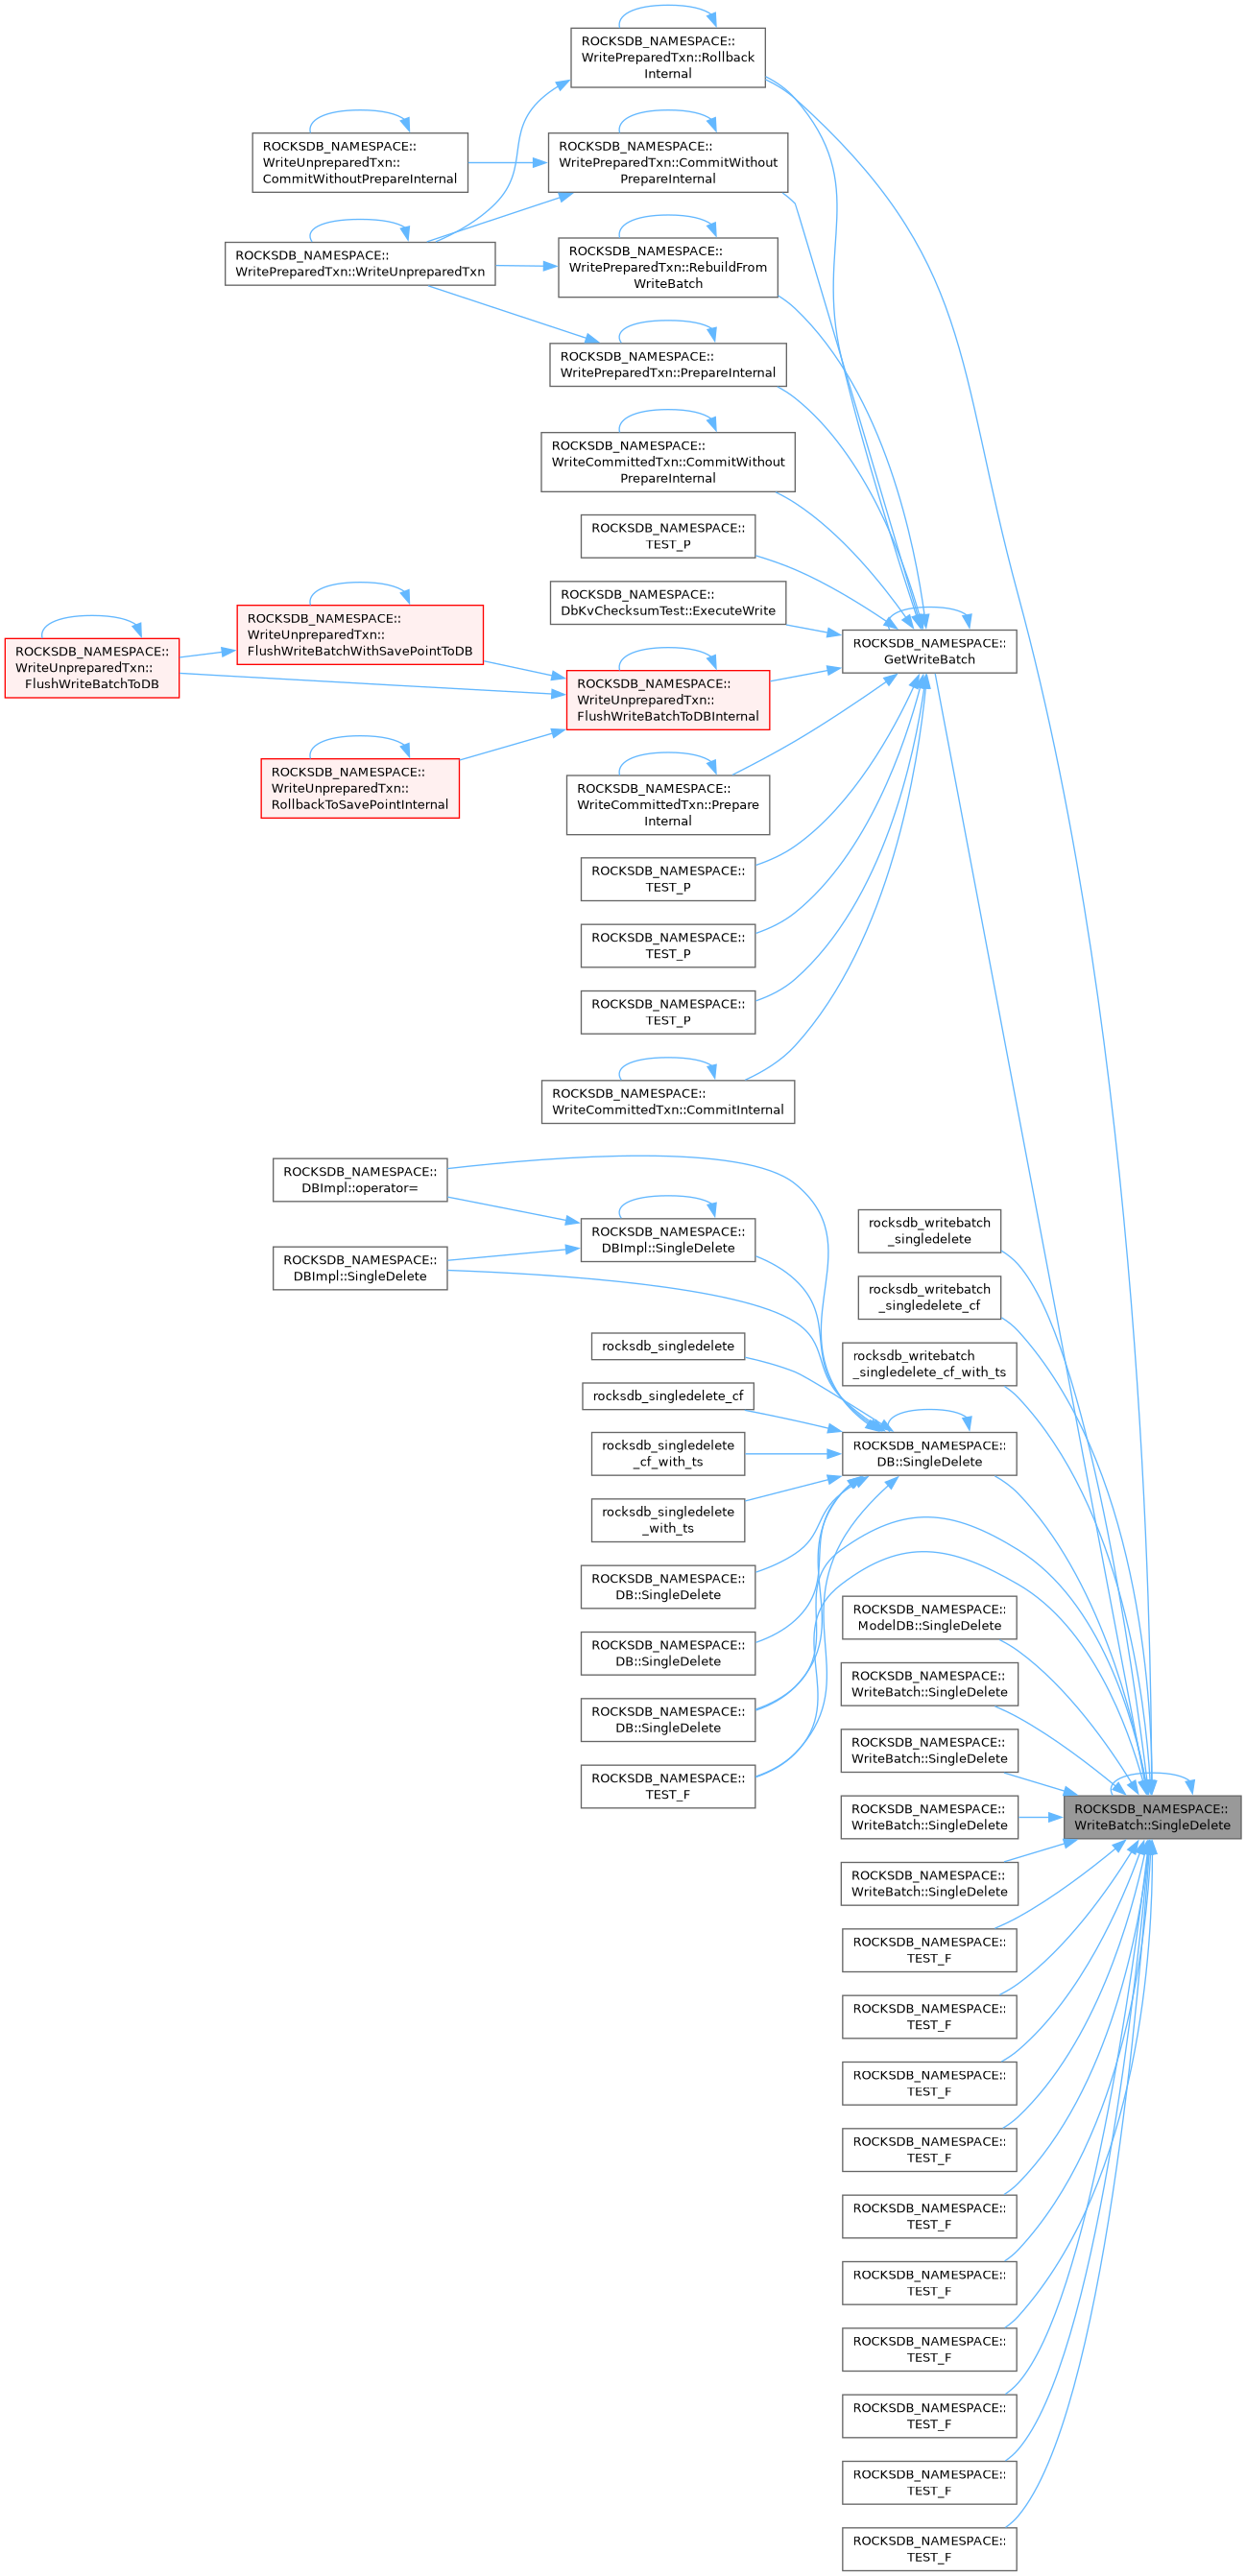 ROCKSDB_NAMESPACE::
WritePreparedTxn::Rollback
Internal
ROCKSDB_NAMESPACE::
WriteUnpreparedTxn::
CommitWithoutPrepareInternal
ROCKSDB_NAMESPACE::
WritePreparedTxn::CommitWithout
PrepareInternal
ROCKSDB_NAMESPACE::
WritePreparedTxn::WriteUnpreparedTxn
ROCKSDB_NAMESPACE::
WritePreparedTxn::RebuildFrom
WriteBatch
ROCKSDB_NAMESPACE::
WritePreparedTxn::PrepareInternal
ROCKSDB_NAMESPACE::
WriteCommittedTxn::CommitWithout
PrepareInternal
ROCKSDB_NAMESPACE::
TEST_P
ROCKSDB_NAMESPACE::
DbKvChecksumTest::ExecuteWrite
ROCKSDB_NAMESPACE::
WriteUnpreparedTxn::
FlushWriteBatchWithSavePointToDB
ROCKSDB_NAMESPACE::
WriteUnpreparedTxn::
FlushWriteBatchToDB
ROCKSDB_NAMESPACE::
GetWriteBatch
ROCKSDB_NAMESPACE::
WriteUnpreparedTxn::
FlushWriteBatchToDBInternal
ROCKSDB_NAMESPACE::
WriteUnpreparedTxn::
RollbackToSavePointInternal
ROCKSDB_NAMESPACE::
WriteCommittedTxn::Prepare
Internal
ROCKSDB_NAMESPACE::
TEST_P
ROCKSDB_NAMESPACE::
TEST_P
ROCKSDB_NAMESPACE::
TEST_P
ROCKSDB_NAMESPACE::
WriteCommittedTxn::CommitInternal
ROCKSDB_NAMESPACE::
DBImpl::operator=
ROCKSDB_NAMESPACE::
DBImpl::SingleDelete
rocksdb_writebatch
_singledelete
ROCKSDB_NAMESPACE::
DBImpl::SingleDelete
rocksdb_writebatch
_singledelete_cf
rocksdb_singledelete
rocksdb_writebatch
_singledelete_cf_with_ts
rocksdb_singledelete_cf
rocksdb_singledelete
_cf_with_ts
ROCKSDB_NAMESPACE::
DB::SingleDelete
rocksdb_singledelete
_with_ts
ROCKSDB_NAMESPACE::
DB::SingleDelete
ROCKSDB_NAMESPACE::
ModelDB::SingleDelete
ROCKSDB_NAMESPACE::
DB::SingleDelete
ROCKSDB_NAMESPACE::
WriteBatch::SingleDelete
ROCKSDB_NAMESPACE::
DB::SingleDelete
ROCKSDB_NAMESPACE::
WriteBatch::SingleDelete
ROCKSDB_NAMESPACE::
TEST_F
ROCKSDB_NAMESPACE::
WriteBatch::SingleDelete
ROCKSDB_NAMESPACE::
WriteBatch::SingleDelete
ROCKSDB_NAMESPACE::
WriteBatch::SingleDelete
ROCKSDB_NAMESPACE::
TEST_F
ROCKSDB_NAMESPACE::
TEST_F
ROCKSDB_NAMESPACE::
TEST_F
ROCKSDB_NAMESPACE::
TEST_F
ROCKSDB_NAMESPACE::
TEST_F
ROCKSDB_NAMESPACE::
TEST_F
ROCKSDB_NAMESPACE::
TEST_F
ROCKSDB_NAMESPACE::
TEST_F
ROCKSDB_NAMESPACE::
TEST_F
ROCKSDB_NAMESPACE::
TEST_F